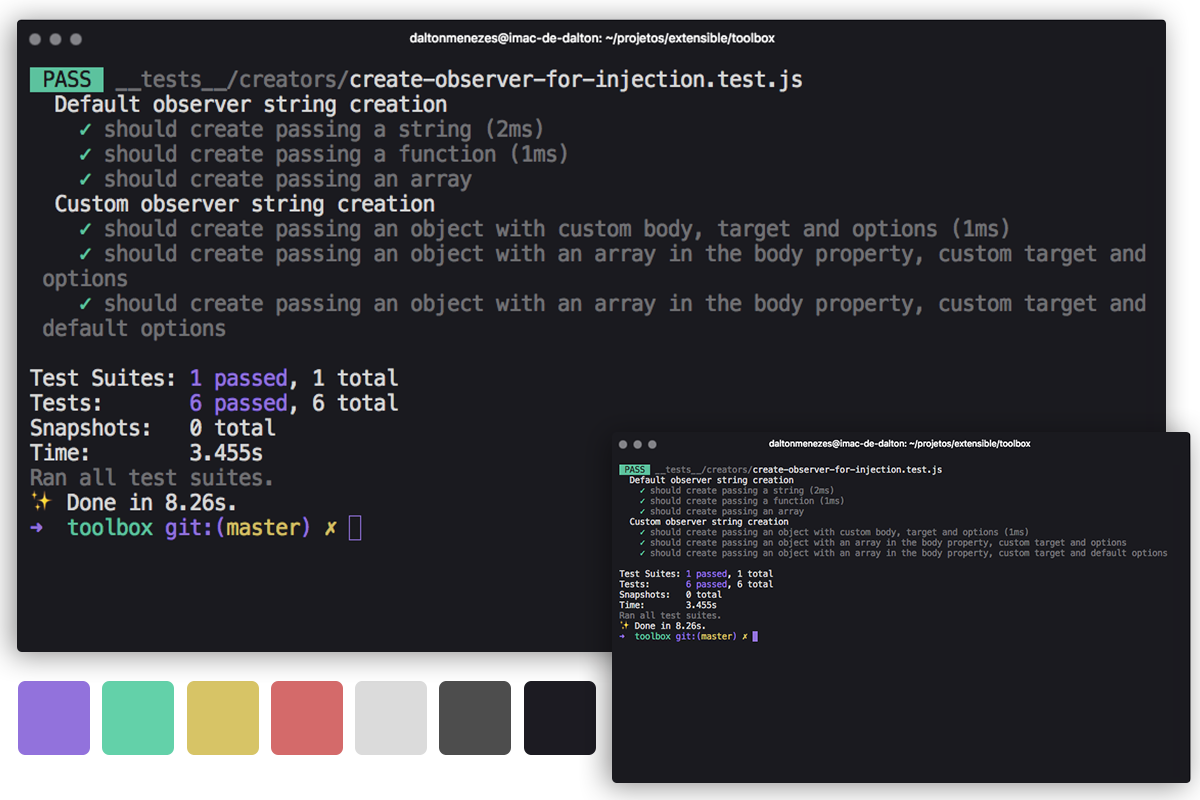 daltonmenezes@imac-de-dalton: ~/projetos/extensible/toolbox
PASS __tests__/creators/create-observer-for-injection.test.js
Default observer string creation
✓ should create passing a string (2ms)
✓ should create passing a function (1ms)
✓ should create passing an array
Custom observer string creation
✓ should create passing an object with custom body, target and options (1ms)
✓ should create passing an object with an array in the body property, custom target and
options
✓ should create passing an object with an array in the body property, custom target and
default options
Test Suites: 1 passed, 1 total
Tests: 6 passed, 6 total
Snapshots: 0 total
Time: 3.455s
Ran all test suites.
✨ Done in 8.26s.
➜ toolbox git:(master) ✗
daltonmenezes@imac-de-dalton: ~/projetos/extensible/toolbox
PASS __tests__/creators/create-observer-for-injection.test.js
Default observer string creation
✓ should create passing a string (2ms)
✓ should create passing a function (1ms)
✓ should create passing an array
Custom observer string creation
✓ should create passing an object with custom body, target and options (1ms)
✓ should create passing an object with an array in the body property, custom target and options
✓ should create passing an object with an array in the body property, custom target and default options
Test Suites: 1 passed, 1 total
Tests: 6 passed, 6 total
Snapshots: 0 total
Time: 3.455s
Ran all test suites.
✨ Done in 8.26s.
➜ toolbox git:(master) ✗